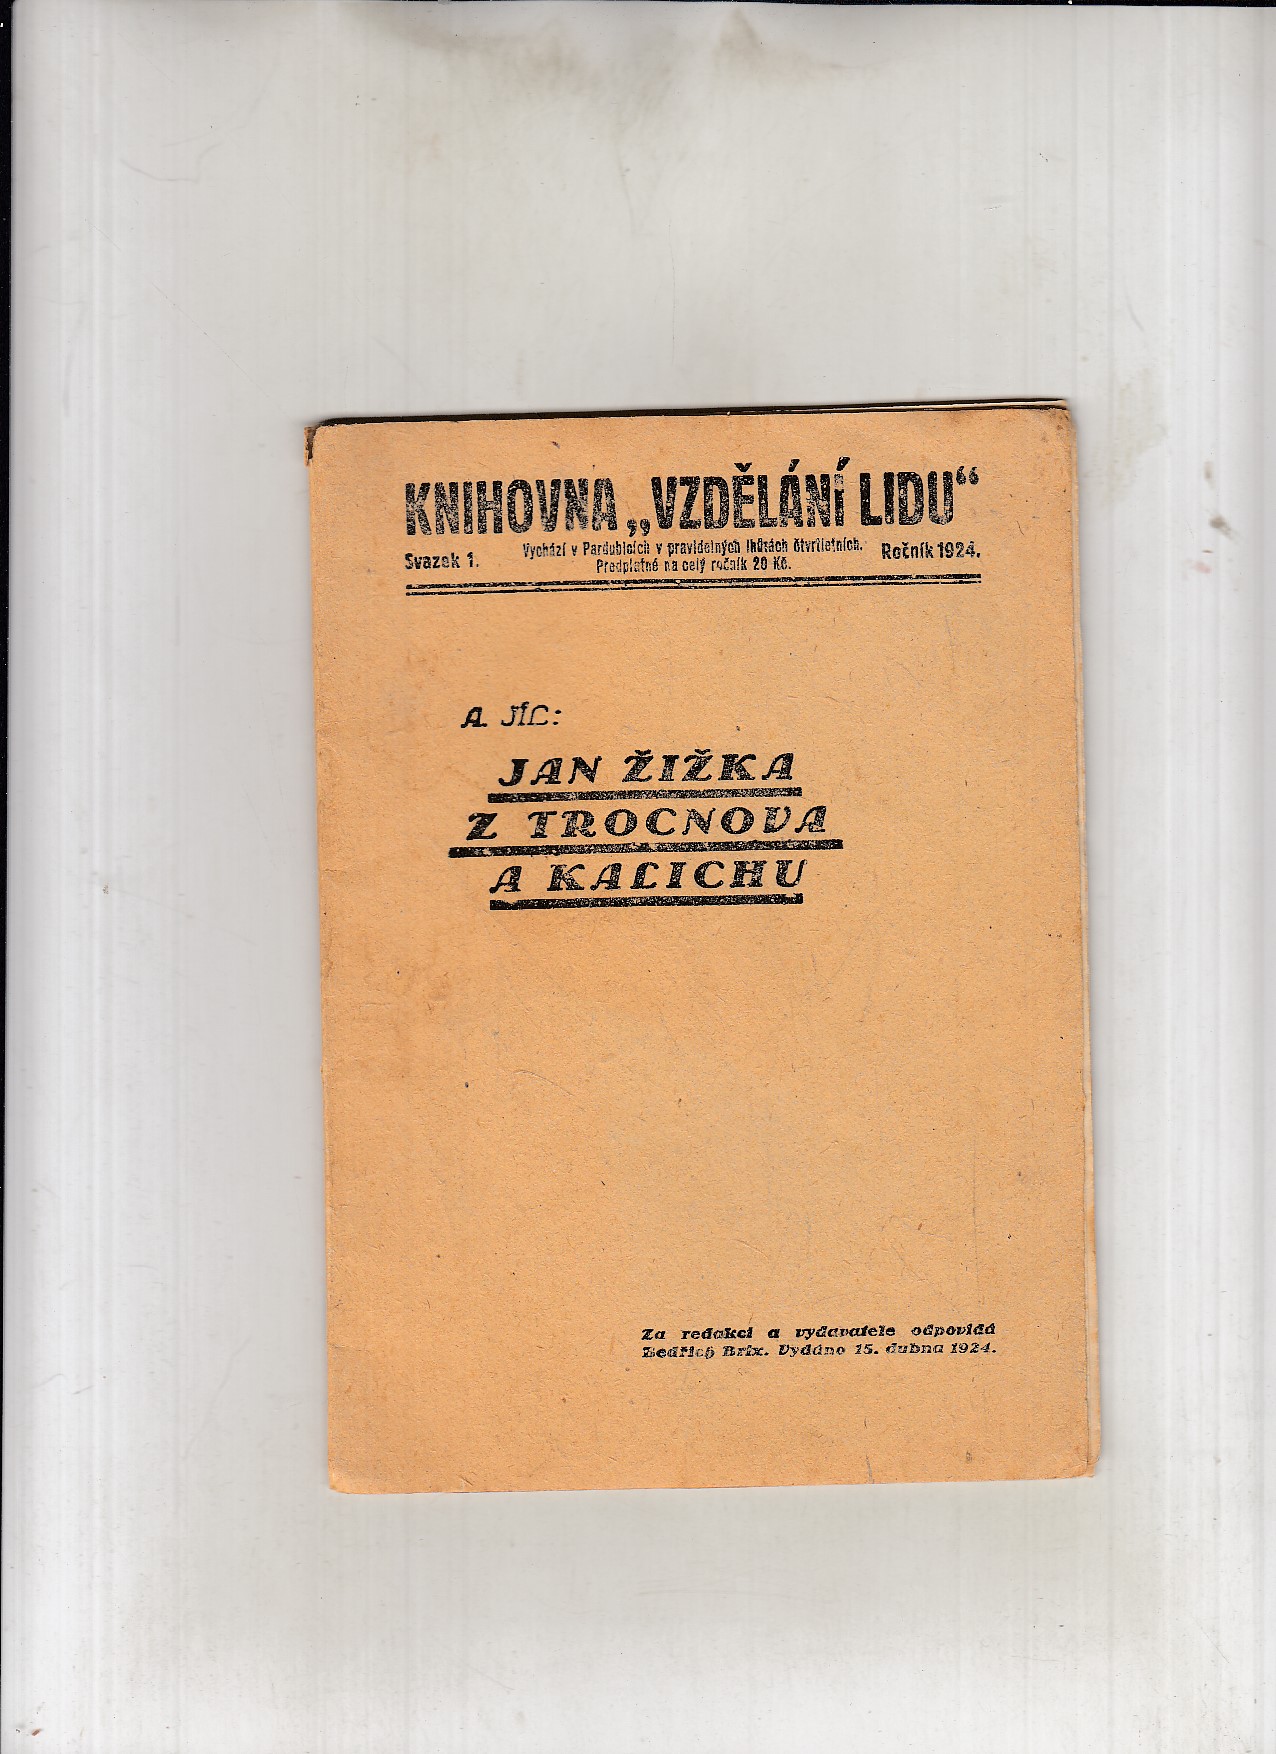 KNIHOVNA „VZDĚLÁNÍ LIDU“
Svazek 1.
Vychází v Pardubicích v pravidelných lhůtách čtvrtletních.
Předplatné na celý ročník 20 Kč.
Ročník 1924.
A. JÍC:
JAN ŽIŽKA
Z TROCNOVA
A KALICHU
Za redakci a vydavatele odpovídá
Bedřich Brix. Vydáno 15. dubna 1924.